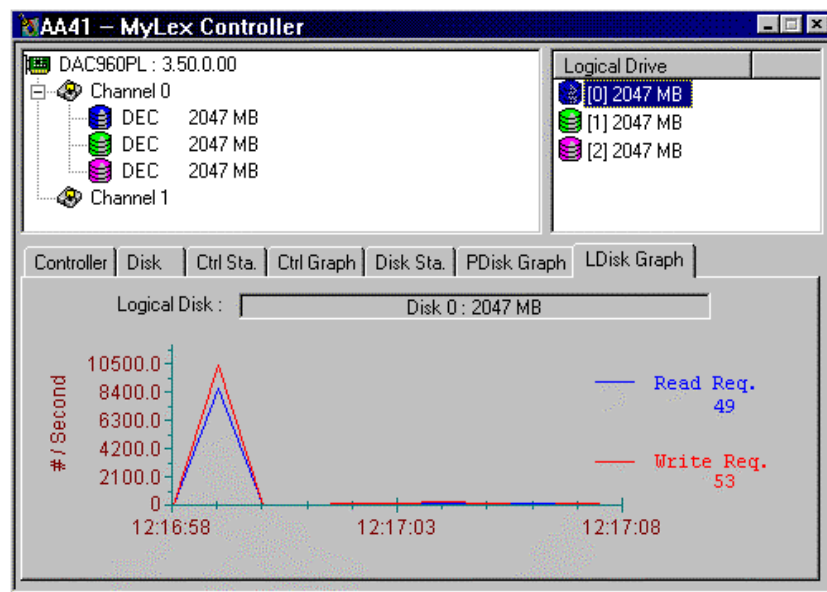 AA41 – MyLex Controller
DAC960PL : 3.50.0.00
Channel 0
DEC 2047 MB
DEC 2047 MB
DEC 2047 MB
Channel 1
Logical Drive
[0] 2047 MB
[1] 2047 MB
[2] 2047 MB
Controller Disk Ctrl Sta. Ctrl Graph Disk Sta. PDisk Graph LDisk Graph
Logical Disk : Disk 0 : 2047 MB
# / Second
10500.0
8400.0
6300.0
4200.0
2100.0
0
12:16:58 12:17:03 12:17:08
Read Req.
49
Write Req.
53